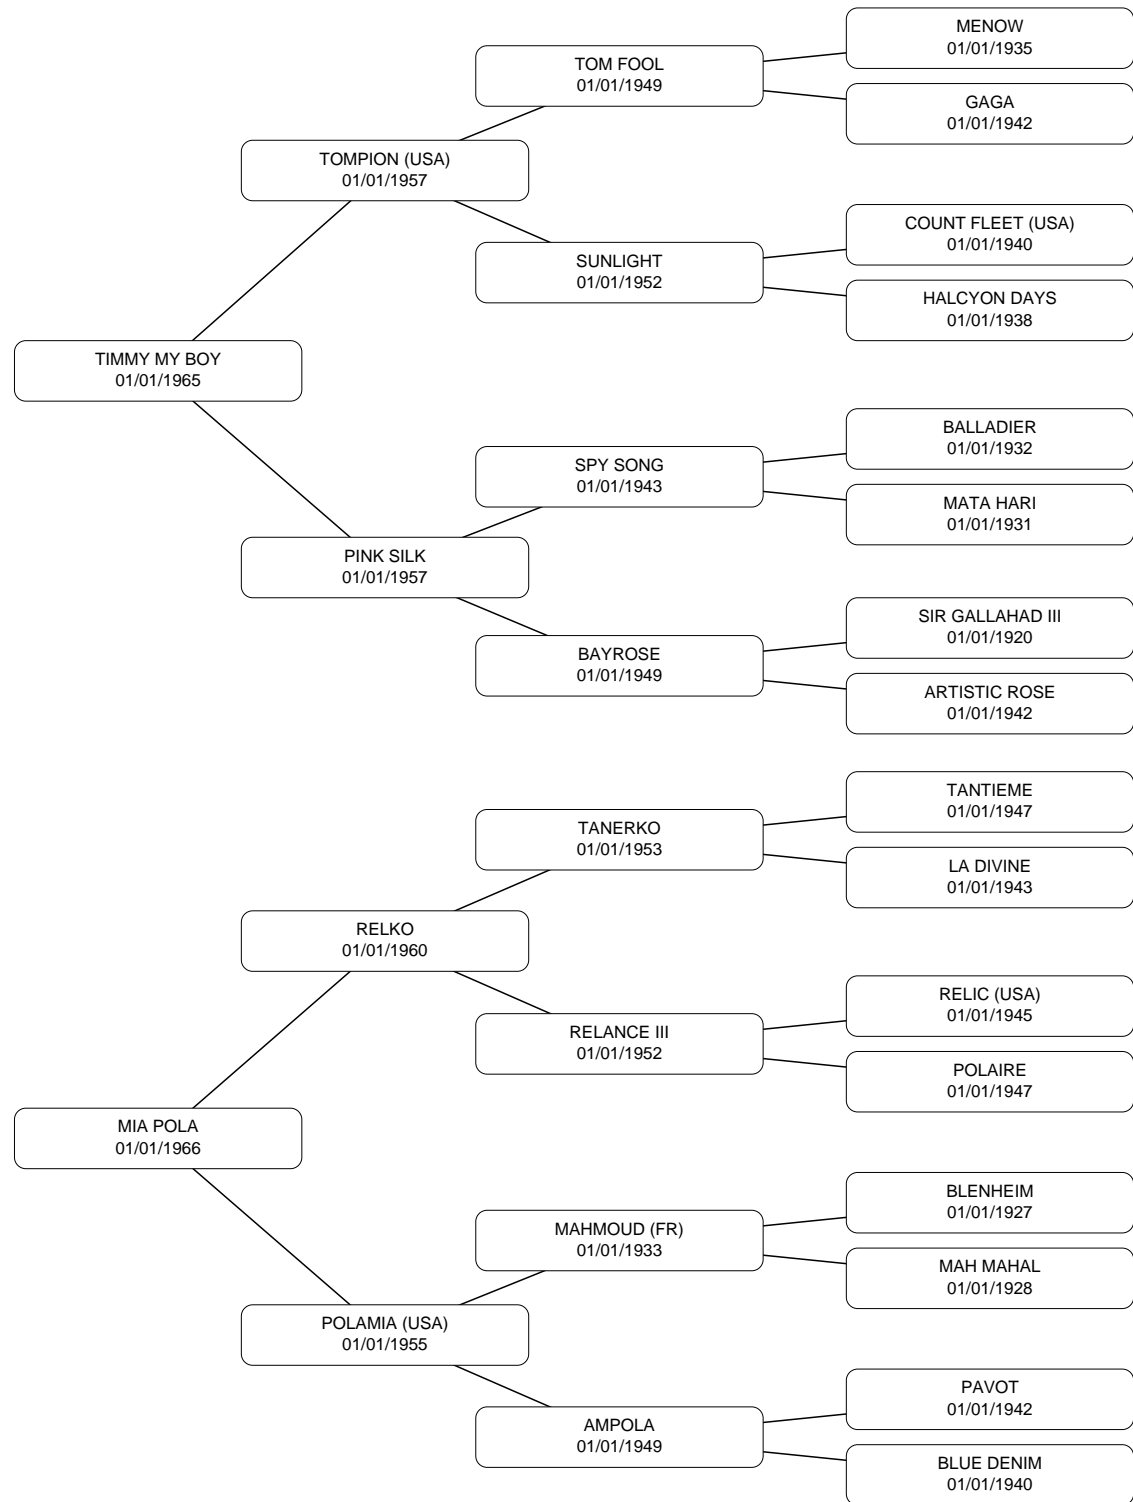 MENOW
01/01/1935
TOM FOOL
01/01/1949
GAGA
01/01/1942
TOMPION (USA)
01/01/1957
COUNT FLEET (USA)
01/01/1940
SUNLIGHT
01/01/1952
HALCYON DAYS
01/01/1938
TIMMY MY BOY
01/01/1965
BALLADIER
01/01/1932
SPY SONG
01/01/1943
MATA HARI
01/01/1931
PINK SILK
01/01/1957
SIR GALLAHAD III
01/01/1920
BAYROSE
01/01/1949
ARTISTIC ROSE
01/01/1942
TANTIEME
01/01/1947
TANERKO
01/01/1953
LA DIVINE
01/01/1943
RELKO
01/01/1960
RELIC (USA)
01/01/1945
RELANCE III
01/01/1952
POLAIRE
01/01/1947
MIA POLA
01/01/1966
BLENHEIM
01/01/1927
MAHMOUD (FR)
01/01/1933
MAH MAHAL
01/01/1928
POLAMIA (USA)
01/01/1955
PAVOT
01/01/1942
AMPOLA
01/01/1949
BLUE DENIM
01/01/1940